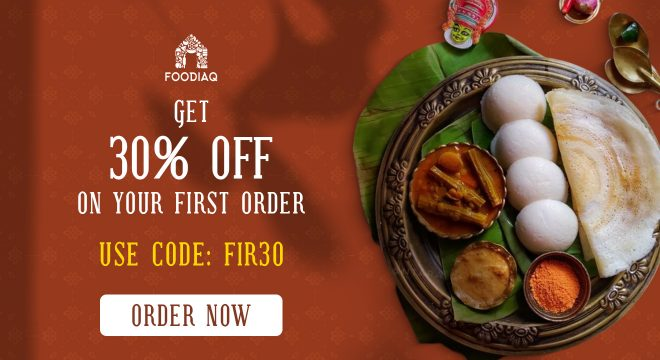 FOODIAQ
GET
30% OFF
ON YOUR FIRST ORDER
USE CODE: FIR30
ORDER NOW